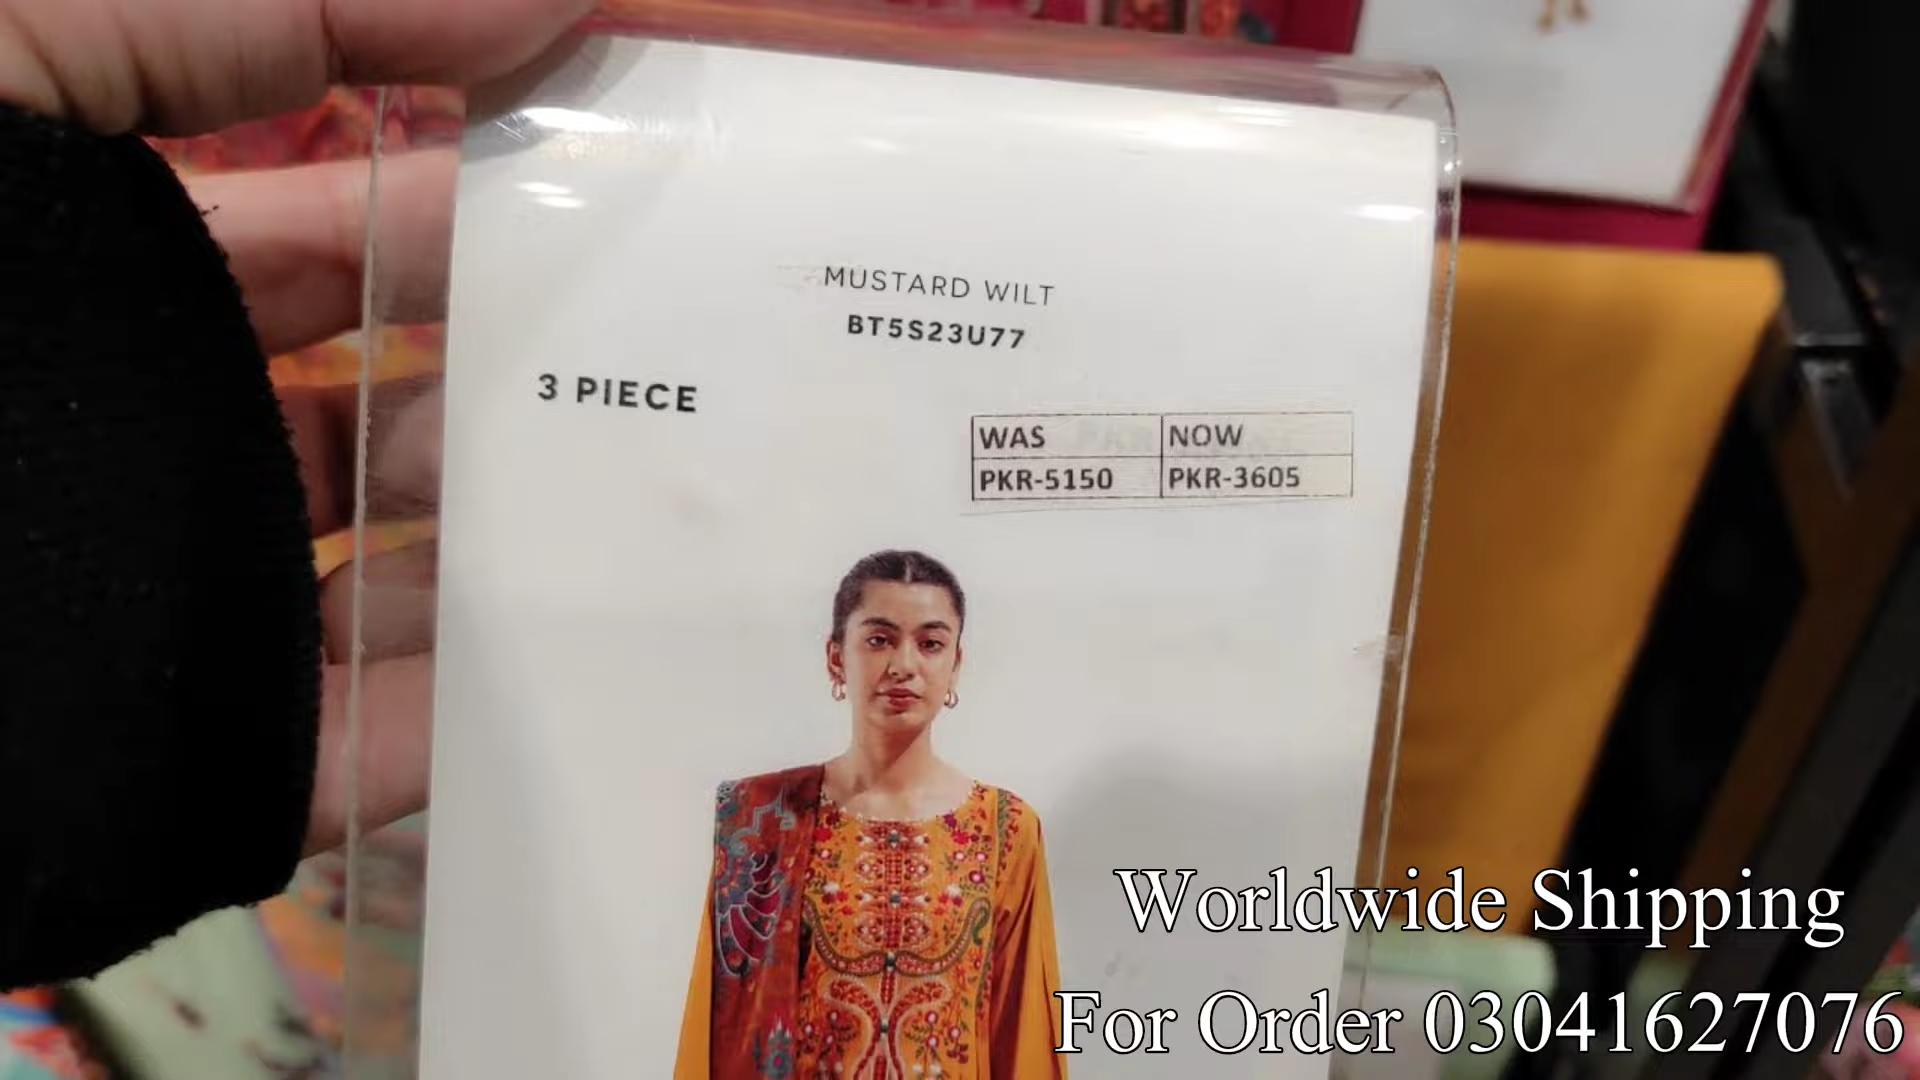 MUSTARD WILT
BT5S23U77
3 PIECE
WAS NOW
PKR-5150 PKR-3605
Worldwide Shipping
For Order 03041627076